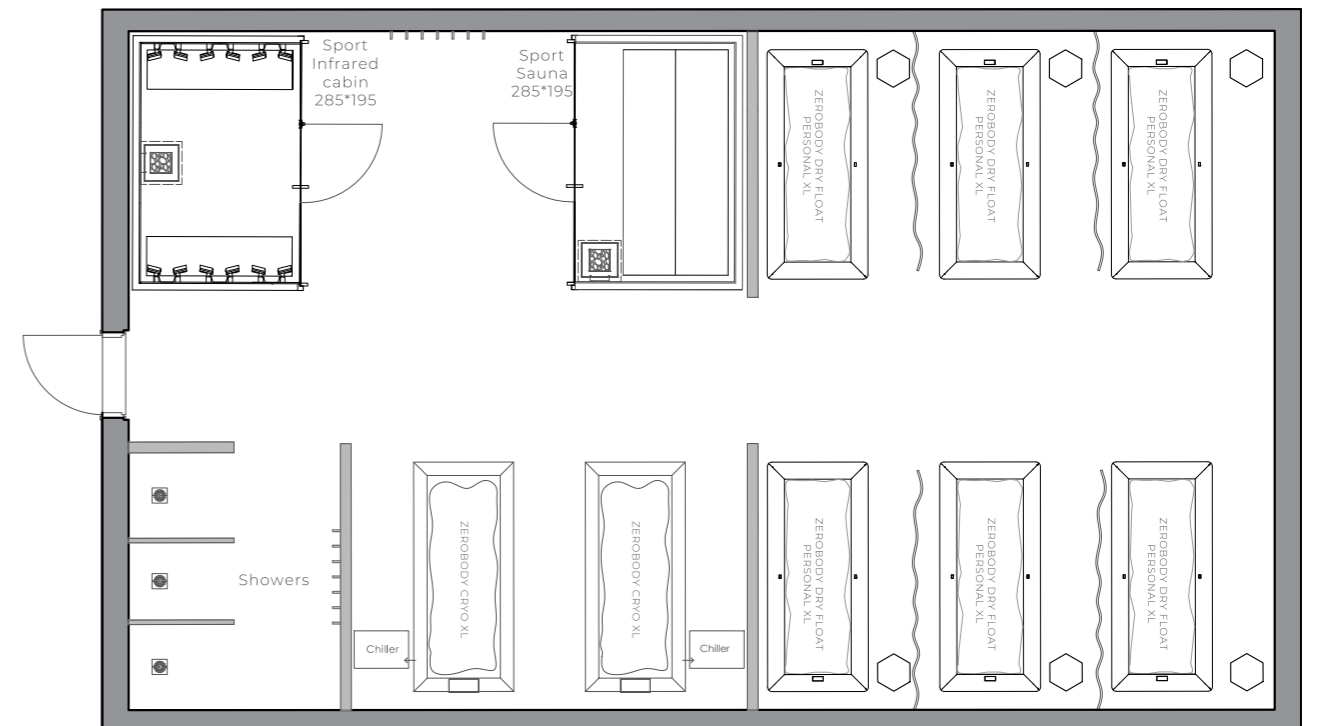 Sport
Infrared
cabin
285*195
Sport
Sauna
285*195
ZEROBODY DRY FLOAT
PERSONAL XL
ZEROBODY DRY FLOAT
PERSONAL XL
ZEROBODY DRY FLOAT
PERSONAL XL
Showers
ZEROBODY CRYO XL
ZEROBODY CRYO XL
Chiller
Chiller
ZEROBODY DRY FLOAT
PERSONAL XL
ZEROBODY DRY FLOAT
PERSONAL XL
ZEROBODY DRY FLOAT
PERSONAL XL